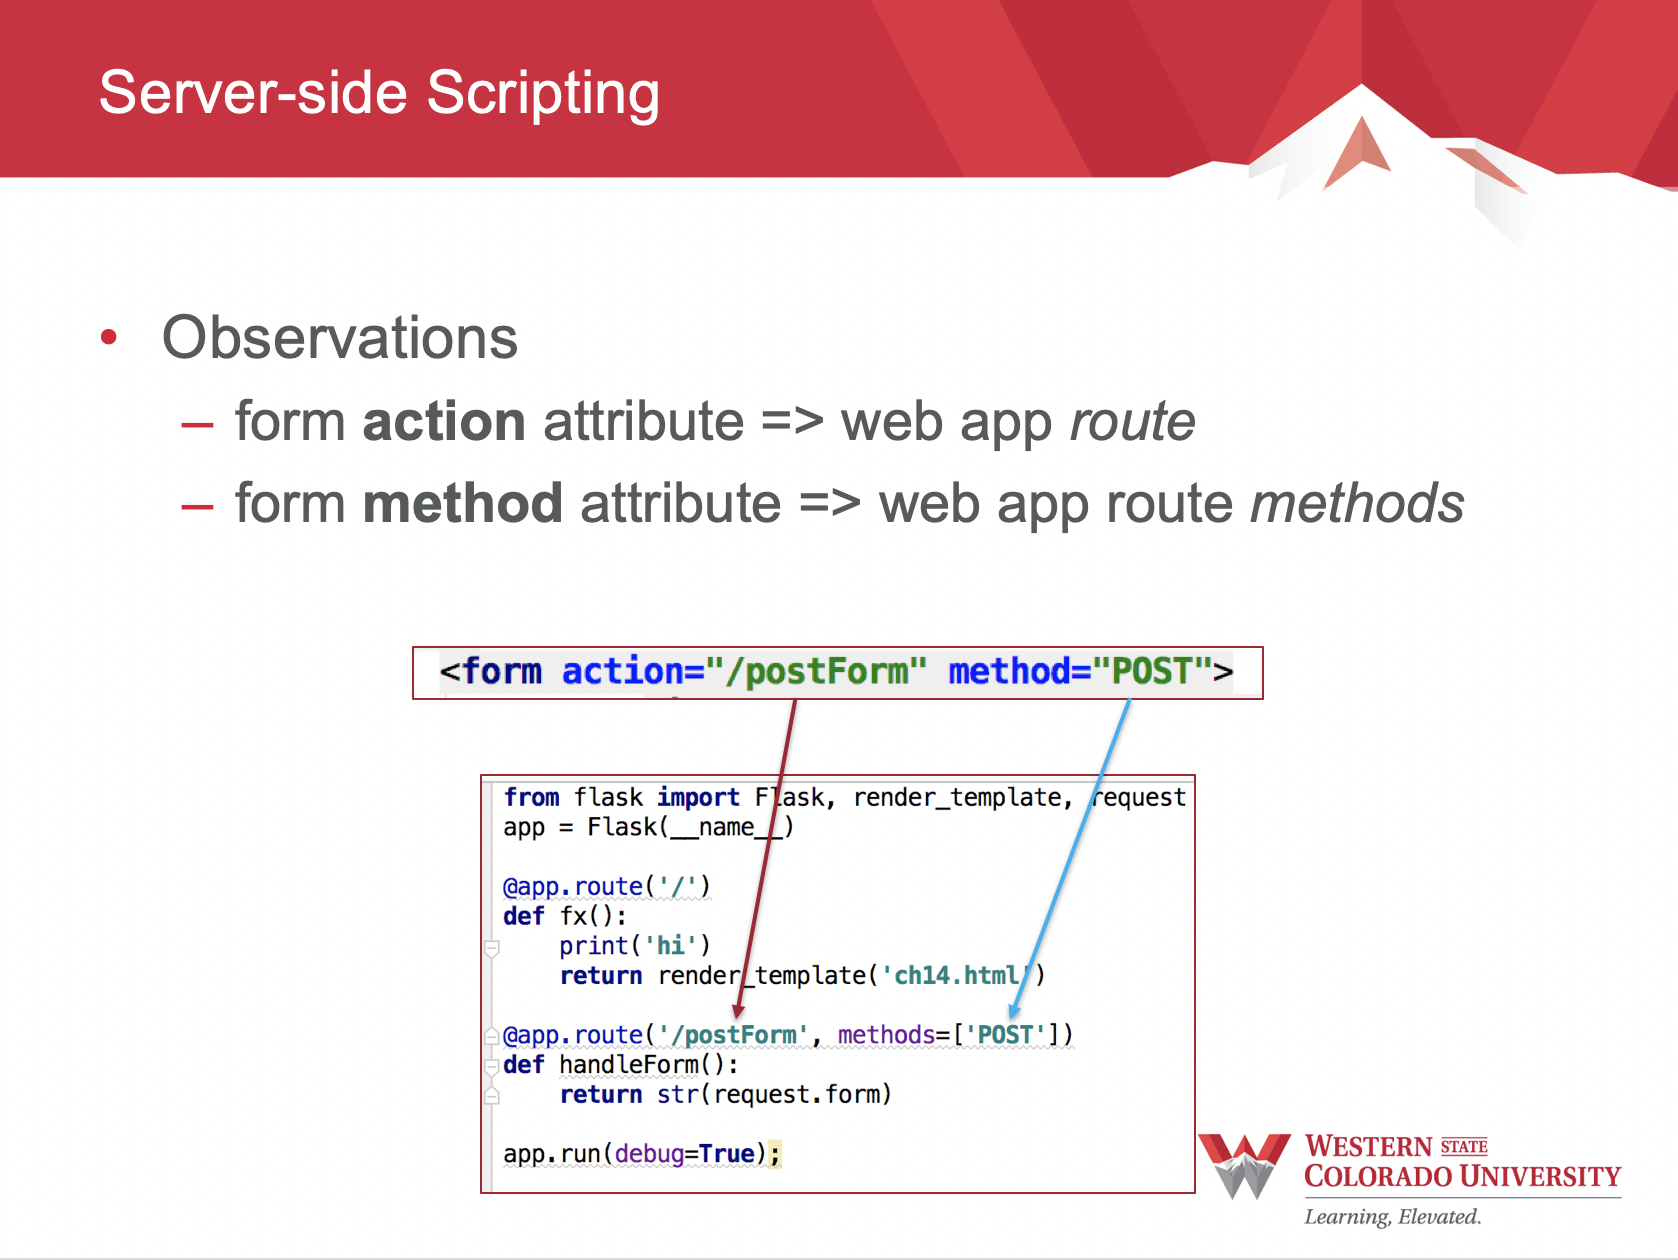 Server-side Scripting
• Observations
– form action attribute => web app route
– form method attribute => web app route methods
<form action="/postForm" method="POST">
from flask import Flask, render_template, request
app = Flask(__name__)
@app.route('/')
def fx():
    print('hi')
    return render_template('ch14.html')
@app.route('/postForm', methods=['POST'])
def handleForm():
    return str(request.form)
app.run(debug=True);
WESTERN STATE
COLORADO UNIVERSITY
Learning, Elevated.